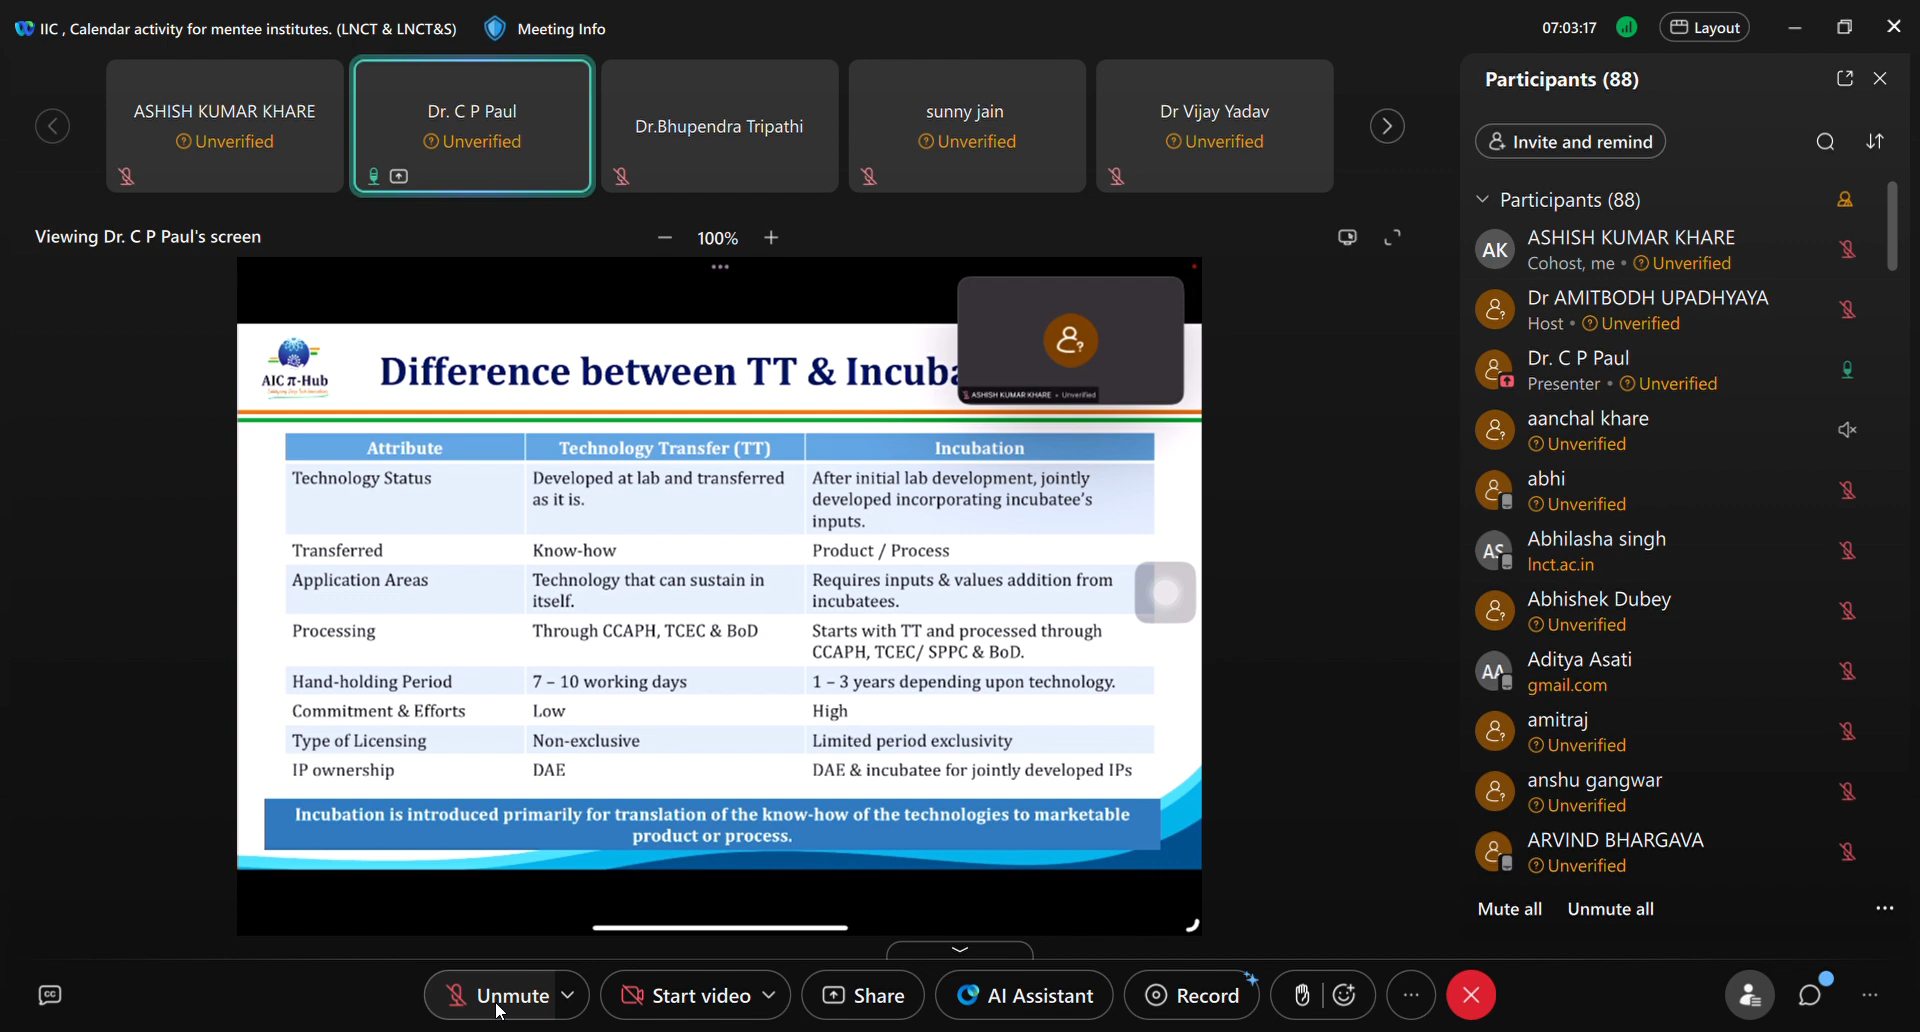 IIC , Calendar activity for mentee institutes. (LNCT & LNCT&S)
Meeting Info
07:03:17
Layout
ASHISH KUMAR KHARE
Unverified
Dr. C P Paul
Unverified
Dr.Bhupendra Tripathi
sunny jain
Unverified
Dr Vijay Yadav
Unverified
Viewing Dr. C P Paul's screen
100%
AIC π-Hub
Difference between TT & Incuba
ASHISH KUMAR KHARE • Unverified
Attribute Technology Transfer (TT) Incubation
Technology Status
Developed at lab and transferred
as it is.
After initial lab development, jointly
developed incorporating incubatee's
inputs.
Transferred Know-how Product / Process
Application Areas
Technology that can sustain in
itself.
Requires inputs & values addition from
incubatees.
Processing
Through CCAPH, TCEC & BoD
Starts with TT and processed through
CCAPH, TCEC/ SPPC & BoD.
Hand-holding Period 7 – 10 working days 1 – 3 years depending upon technology.
Commitment & Efforts Low High
Type of Licensing Non-exclusive Limited period exclusivity
IP ownership DAE DAE & incubatee for jointly developed IPs
Incubation is introduced primarily for translation of the know-how of the technologies to marketable
product or process.
Participants (88)
Invite and remind
Participants (88)
AK
ASHISH KUMAR KHARE
Cohost, me • Unverified
Dr AMITBODH UPADHYAYA
Host • Unverified
Dr. C P Paul
Presenter • Unverified
aanchal khare
Unverified
abhi
Unverified
AS
Abhilasha singh
lnct.ac.in
Abhishek Dubey
Unverified
AA
Aditya Asati
gmail.com
amitraj
Unverified
anshu gangwar
Unverified
ARVIND BHARGAVA
Unverified
Mute all Unmute all
CC
Unmute
Start video
Share
AI Assistant
Record